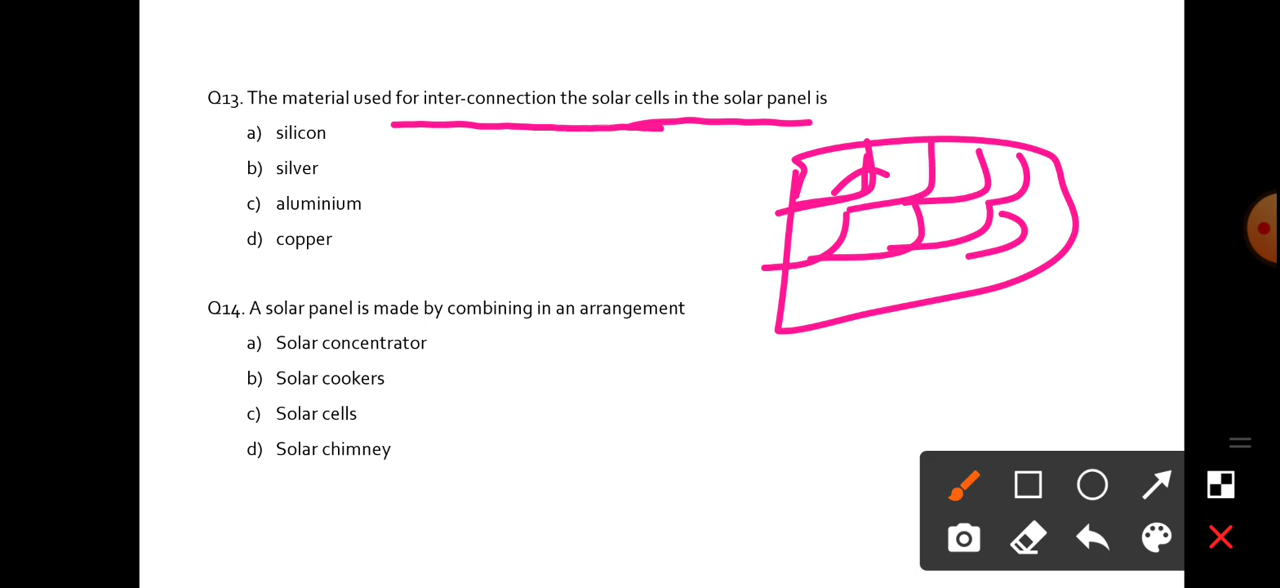 Q13. The material used for inter-connection the solar cells in the solar panel is
a) silicon
b) silver
c) aluminium
d) copper
Q14. A solar panel is made by combining in an arrangement
a) Solar concentrator
b) Solar cookers
c) Solar cells
d) Solar chimney